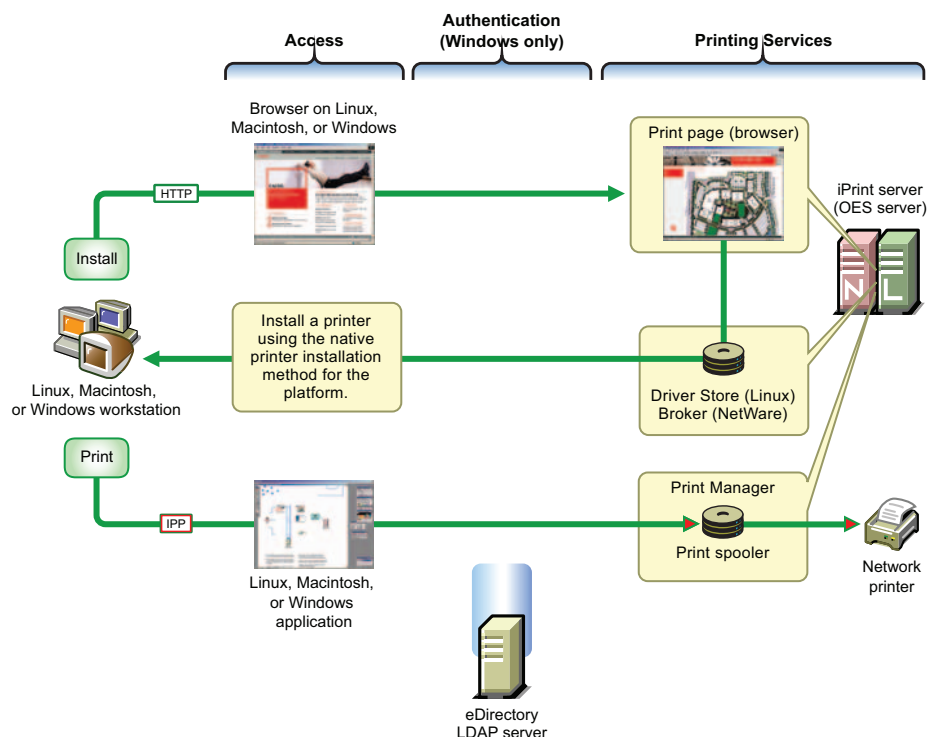 Access
Authentication
(Windows only)
Printing Services
Browser on Linux,
Macintosh, or Windows
Print page (browser)
iPrint server
(OES server)
HTTP
Install
N
L
Install a printer
using the native
printer installation
method for the
platform.
Linux, Macintosh,
or Windows workstation
Driver Store (Linux)
Broker (NetWare)
Print
Print Manager
IPP
Print spooler
Linux, Macintosh,
or Windows
application
Network
printer
eDirectory
LDAP server